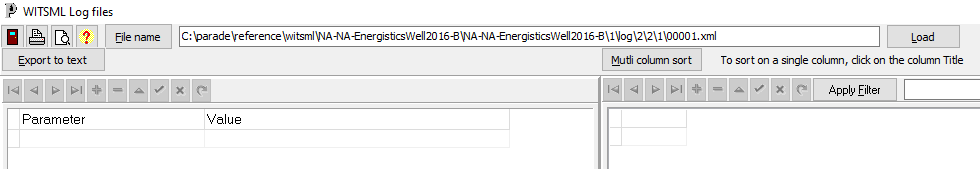 WITSML Log files
File name C:\parade\reference\witsml\NA-NA-EnergisticsWell2016-B\NA-NA-EnergisticsWell2016-B\1\log\2\2\1\00001.xml Load
Export to text Mutli column sort To sort on a single column, click on the column Title
Apply Filter
Parameter Value